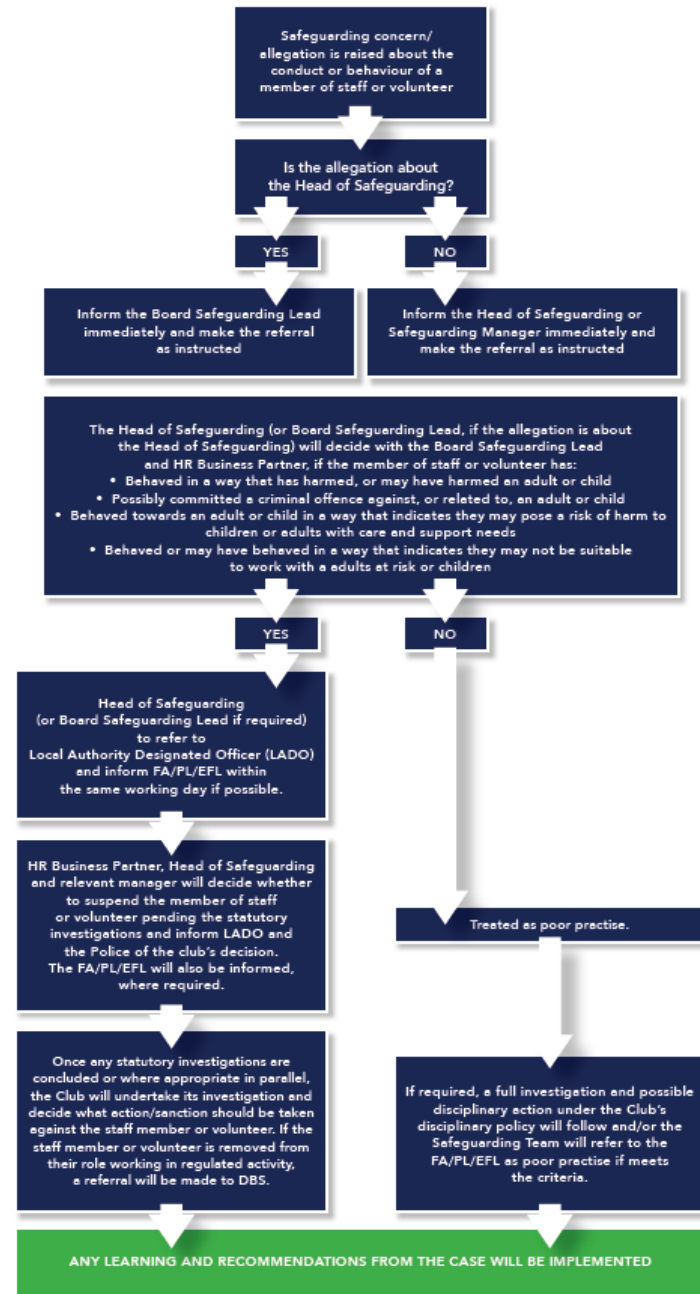 Safeguarding concern/
allegation is raised about the
conduct or behaviour of a
member of staff or volunteer
Is the allegation about
the Head of Safeguarding?
YES
NO
Inform the Board Safeguarding Lead
immediately and make the referral
as instructed
Inform the Head of Safeguarding or
Safeguarding Manager immediately and
make the referral as instructed
The Head of Safeguarding (or Board Safeguarding Lead, if the allegation is about
the Head of Safeguarding) will decide with the Board Safeguarding Lead
and HR Business Partner, if the member of staff or volunteer has:
• Behaved in a way that has harmed, or may have harmed an adult or child
• Possibly committed a criminal offence against, or related to, an adult or child
• Behaved towards an adult or child in a way that indicates they may pose a risk of harm to
children or adults with care and support needs
• Behaved or may have behaved in a way that indicates they may not be suitable
to work with a adults at risk or children
YES
NO
Head of Safeguarding
(or Board Safeguarding Lead if required)
to refer to
Local Authority Designated Officer (LADO)
and inform FA/PL/EFL within
the same working day if possible.
HR Business Partner, Head of Safeguarding
and relevant manager will decide whether
to suspend the member of staff
or volunteer pending the statutory
investigations and inform LADO and
the Police of the club's decision.
The FA/PL/EFL will also be informed,
where required.
Treated as poor practise.
Once any statutory investigations are
concluded or where appropriate in parallel,
the Club will undertake its investigation and
decide what action/sanction should be taken
against the staff member or volunteer. If the
staff member or volunteer is removed from
their role working in regulated activity,
a referral will be made to DBS.
If required, a full investigation and possible
disciplinary action under the Club's
disciplinary policy will follow and/or the
Safeguarding Team will refer to the
FA/PL/EFL as poor practise if meets
the criteria.
ANY LEARNING AND RECOMMENDATIONS FROM THE CASE WILL BE IMPLEMENTED